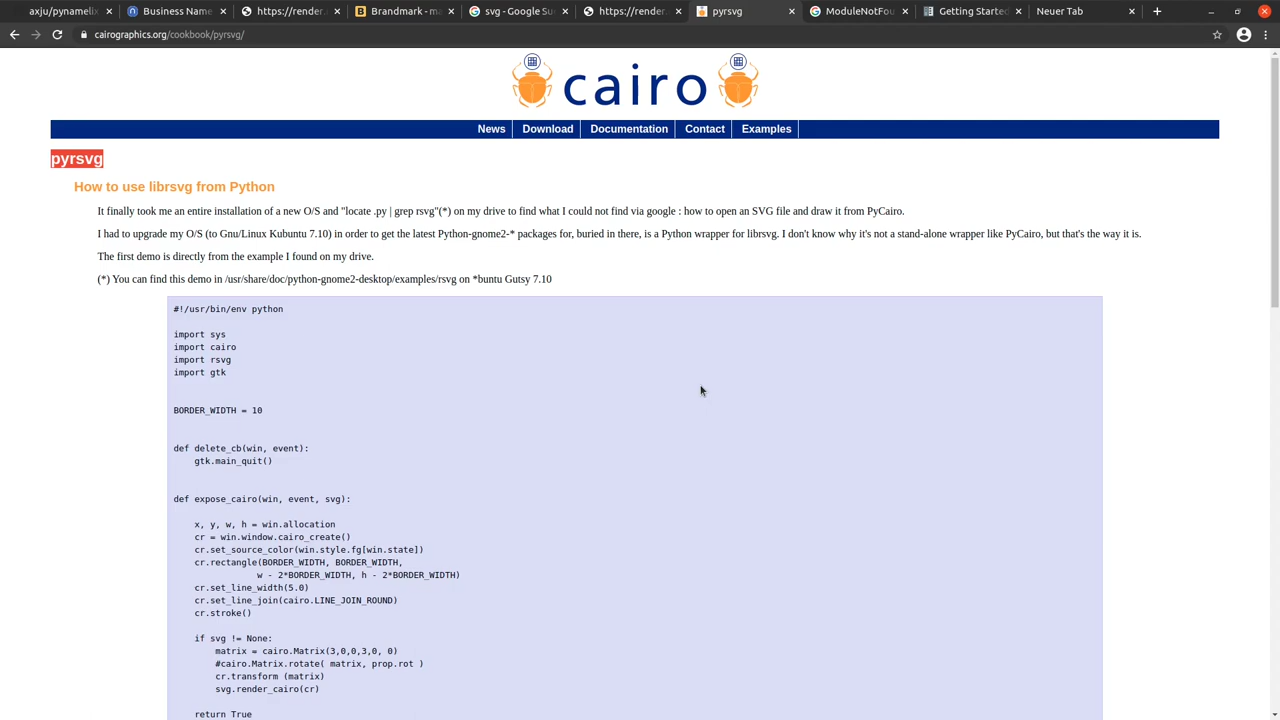 axju/pynamelix
Business Name
https://render.
Brandmark - ma
svg - Google Su
https://render.
pyrsvg
ModuleNotFou
Getting Started
Neuer Tab
cairographics.org/cookbook/pyrsvg/
cairo
News
Download
Documentation
Contact
Examples
pyrsvg
How to use librsvg from Python
It finally took me an entire installation of a new O/S and "locate .py | grep rsvg"(*) on my drive to find what I could not find via google : how to open an SVG file and draw it from PyCairo.
I had to upgrade my O/S (to Gnu/Linux Kubuntu 7.10) in order to get the latest Python-gnome2-* packages for, buried in there, is a Python wrapper for librsvg. I don't know why it's not a stand-alone wrapper like PyCairo, but that's the way it is.
The first demo is directly from the example I found on my drive.
(*) You can find this demo in /usr/share/doc/python-gnome2-desktop/examples/rsvg on *buntu Gutsy 7.10
#!/usr/bin/env python
import sys
import cairo
import rsvg
import gtk
BORDER_WIDTH = 10
def delete_cb(win, event):
    gtk.main_quit()
def expose_cairo(win, event, svg):
    x, y, w, h = win.allocation
    cr = win.window.cairo_create()
    cr.set_source_color(win.style.fg[win.state])
    cr.rectangle(BORDER_WIDTH, BORDER_WIDTH,
                w - 2*BORDER_WIDTH, h - 2*BORDER_WIDTH)
    cr.set_line_width(5.0)
    cr.set_line_join(cairo.LINE_JOIN_ROUND)
    cr.stroke()
    if svg != None:
        matrix = cairo.Matrix(3,0,0,3,0, 0)
        #cairo.Matrix.rotate( matrix, prop.rot )
        cr.transform (matrix)
        svg.render_cairo(cr)
    return True